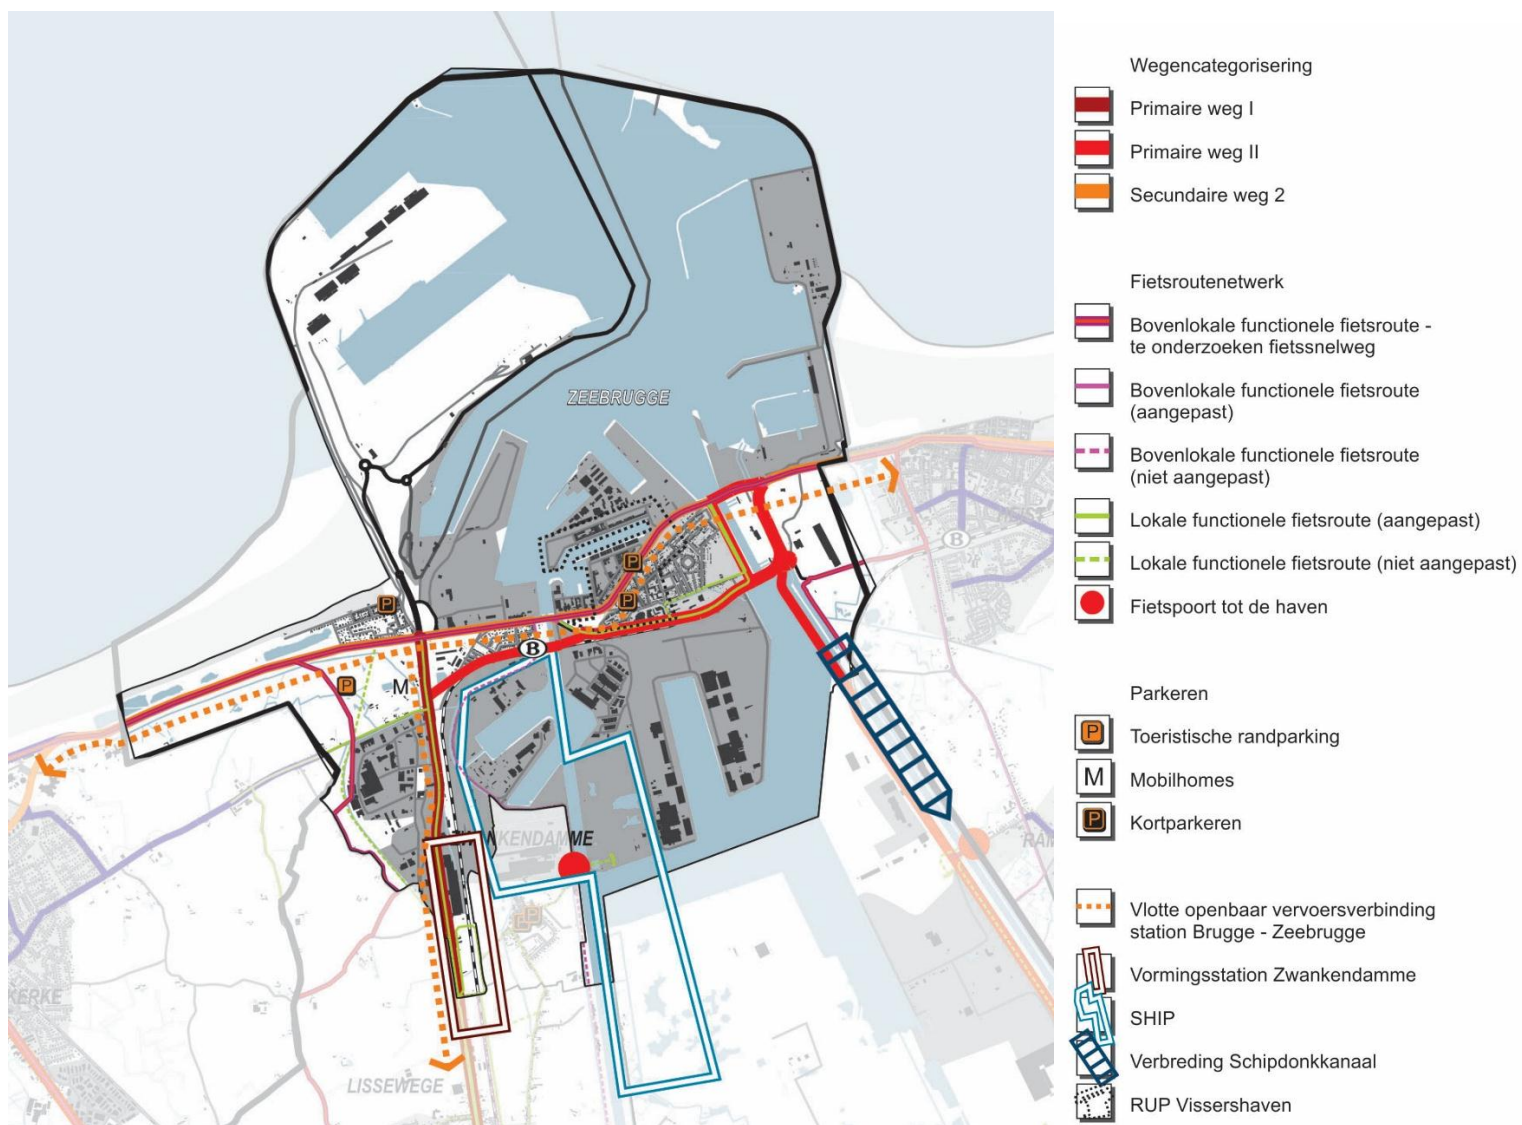 ZEEBRUGGE
HEIST
B
P
P
P
B
P
M
ZWANKENDAMME
P
KERKE
LISSEWEGE
Wegencategorisering
Primaire weg I
Primaire weg II
Secundaire weg 2
Fietsroutenetwerk
Bovenlokale functionele fietsroute -
te onderzoeken fietssnelweg
Bovenlokale functionele fietsroute
(aangepast)
Bovenlokale functionele fietsroute
(niet aangepast)
Lokale functionele fietsroute (aangepast)
Lokale functionele fietsroute (niet aangepast)
Fietspoort tot de haven
Parkeren
P Toeristische randparking
M Mobilhomes
P Kortparkeren
Vlotte openbaar vervoersverbinding
station Brugge - Zeebrugge
Vormingsstation Zwankendamme
SHIP
Verbreding Schipdonkkanaal
RUP Vissershaven